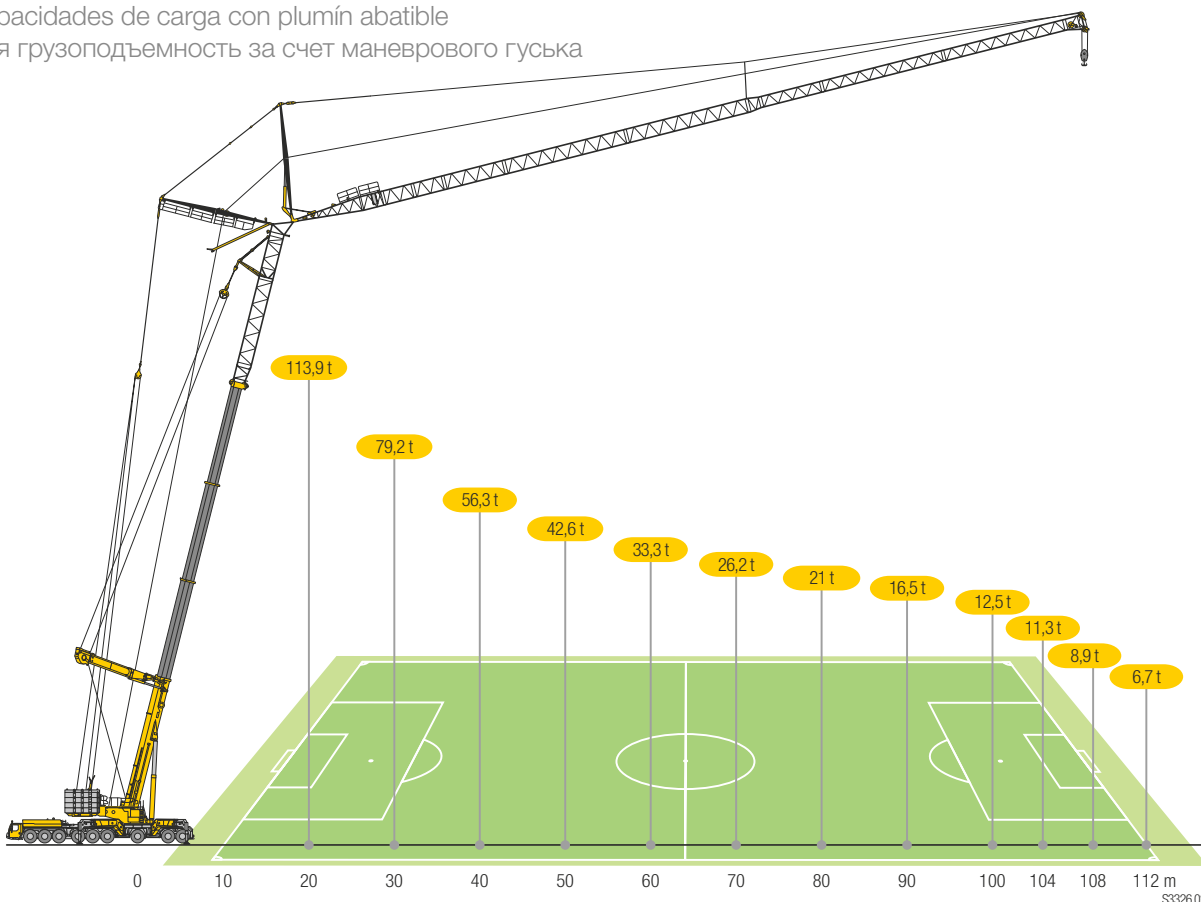 pacidades de carga con plumín abatible
я грузоподъемность за счет маневрового гуська
113,9 t
79,2 t
56,3 t
42,6 t
33,3 t
26,2 t
21 t
16,5 t
12,5 t
11,3 t
8,9 t
6,7 t
0 10 20 30 40 50 60 70 80 90 100 104 108 112 m